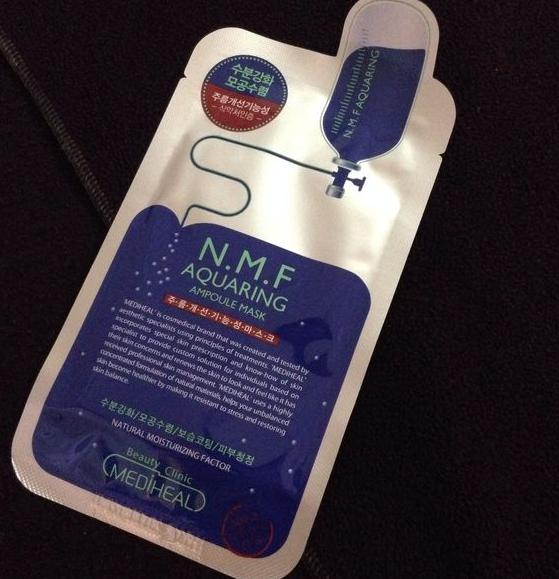 수분강화
모공수렴
주름개선기능성
- 식약처인증 -
N.M.F AQUARING
N.M.F
AQUARING
AMPOULE MASK
주·름·개·선·기·능·성·마·스·크
MEDIHEAL' is cosmedical brand that was created and tested by
aesthetic specialists using principles of treatments. 'MEDIHEAL'
incorporates special skin prescription and know how of skin
specialist to provide custom solution for individuals based on
their skin concerns and renews the skin to look and feel like it has
received professional skin management. 'MEDIHEAL' uses a highly
concentrated formulation of natural materials, helps your unbalanced
skin become healthier by making it resistant to stress and restoring
skin balance.
수분강화/모공수렴/보습코팅/피부청정
NATURAL MOISTURIZING FACTOR
Beauty Clinic
MEDIHEAL